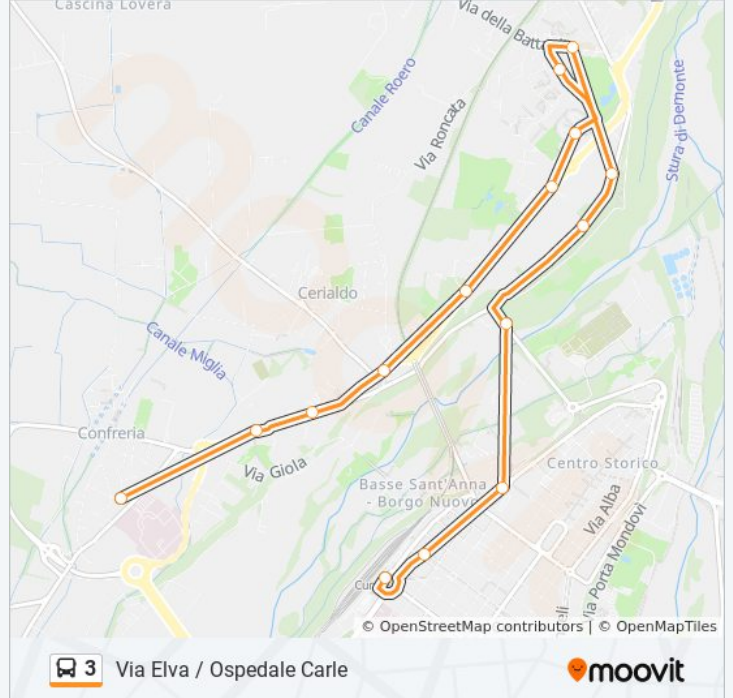 Cascina Lovera
Via della Batta
Canale Roero
Via Roncata
Stura di Demonte
Cerialdo
Canale Miglia
Confreria
Via Giola
Basse Sant'Anna
- Borgo Nuovo
Centro Storico
Via Alba
Via Porta Mondovì
Cun
© OpenStreetMap contributors | © OpenMapTiles
3 Via Elva / Ospedale Carle
moovit